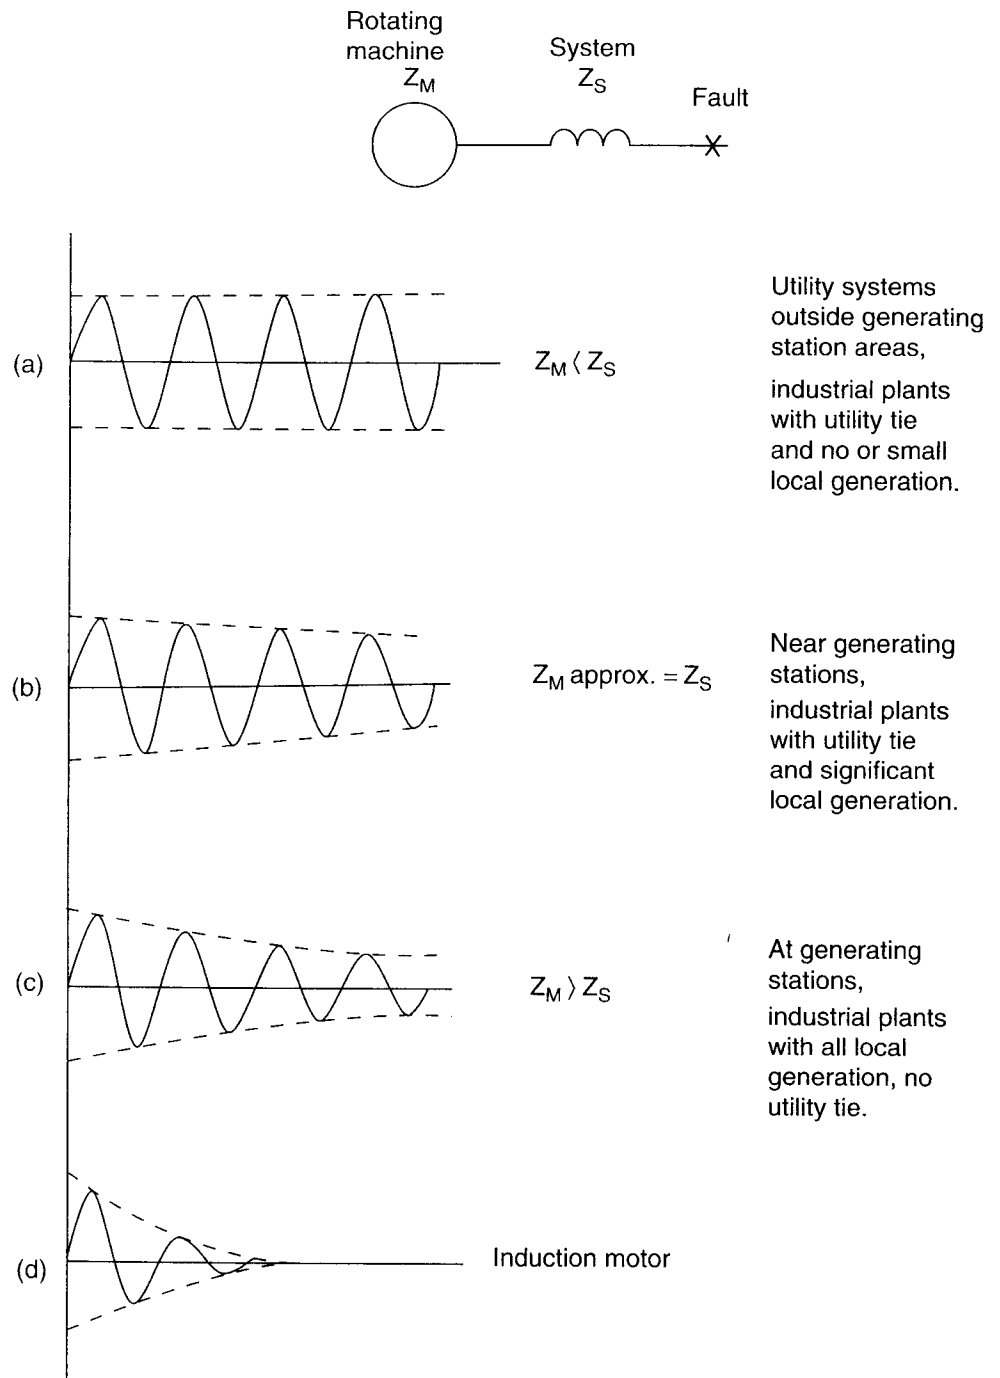 Rotating
machine
Z_M
System
Z_S
Fault
(a)
Z_M ⟨ Z_S
Utility systems
outside generating
station areas,
industrial plants
with utility tie
and no or small
local generation.
(b)
Z_M approx. = Z_S
Near generating
stations,
industrial plants
with utility tie
and significant
local generation.
(c)
Z_M ⟩ Z_S
At generating
stations,
industrial plants
with all local
generation, no
utility tie.
(d)
Induction motor